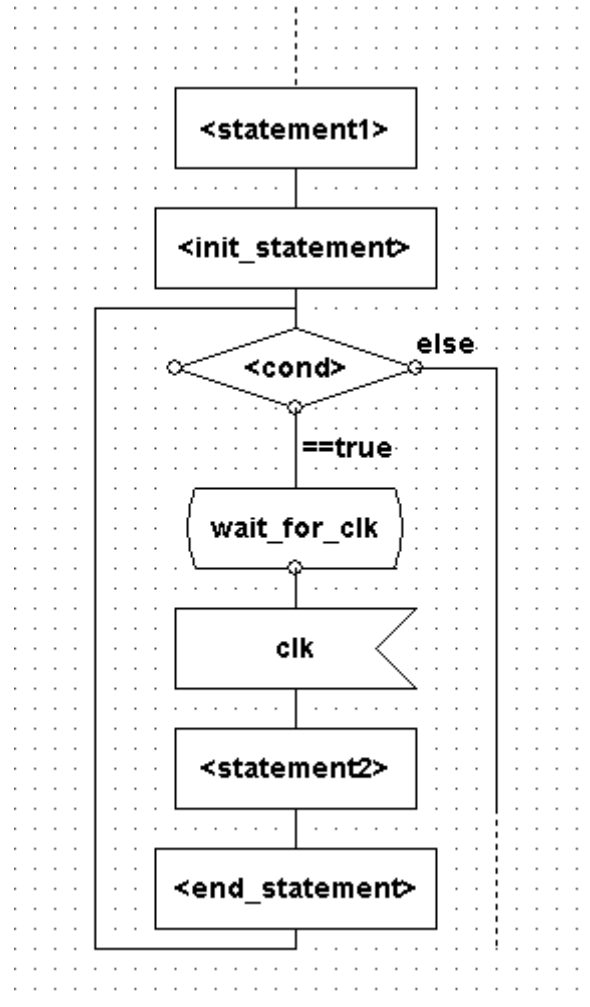 <statement1>
<init_statement>
<cond>
else
==true
wait_for_clk
clk
<statement2>
<end_statement>